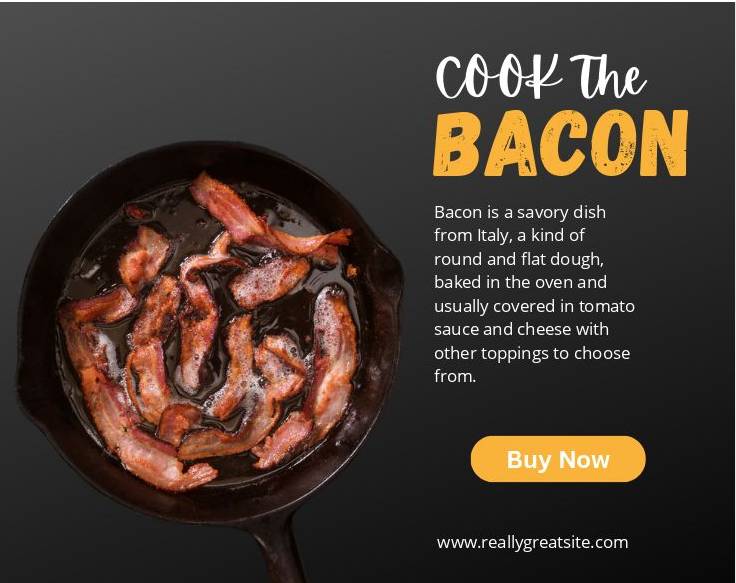 COOK The
BACON
Bacon is a savory dish
from Italy, a kind of
round and flat dough,
baked in the oven and
usually covered in tomato
sauce and cheese with
other toppings to choose
from.
Buy Now
www.reallygreatsite.com